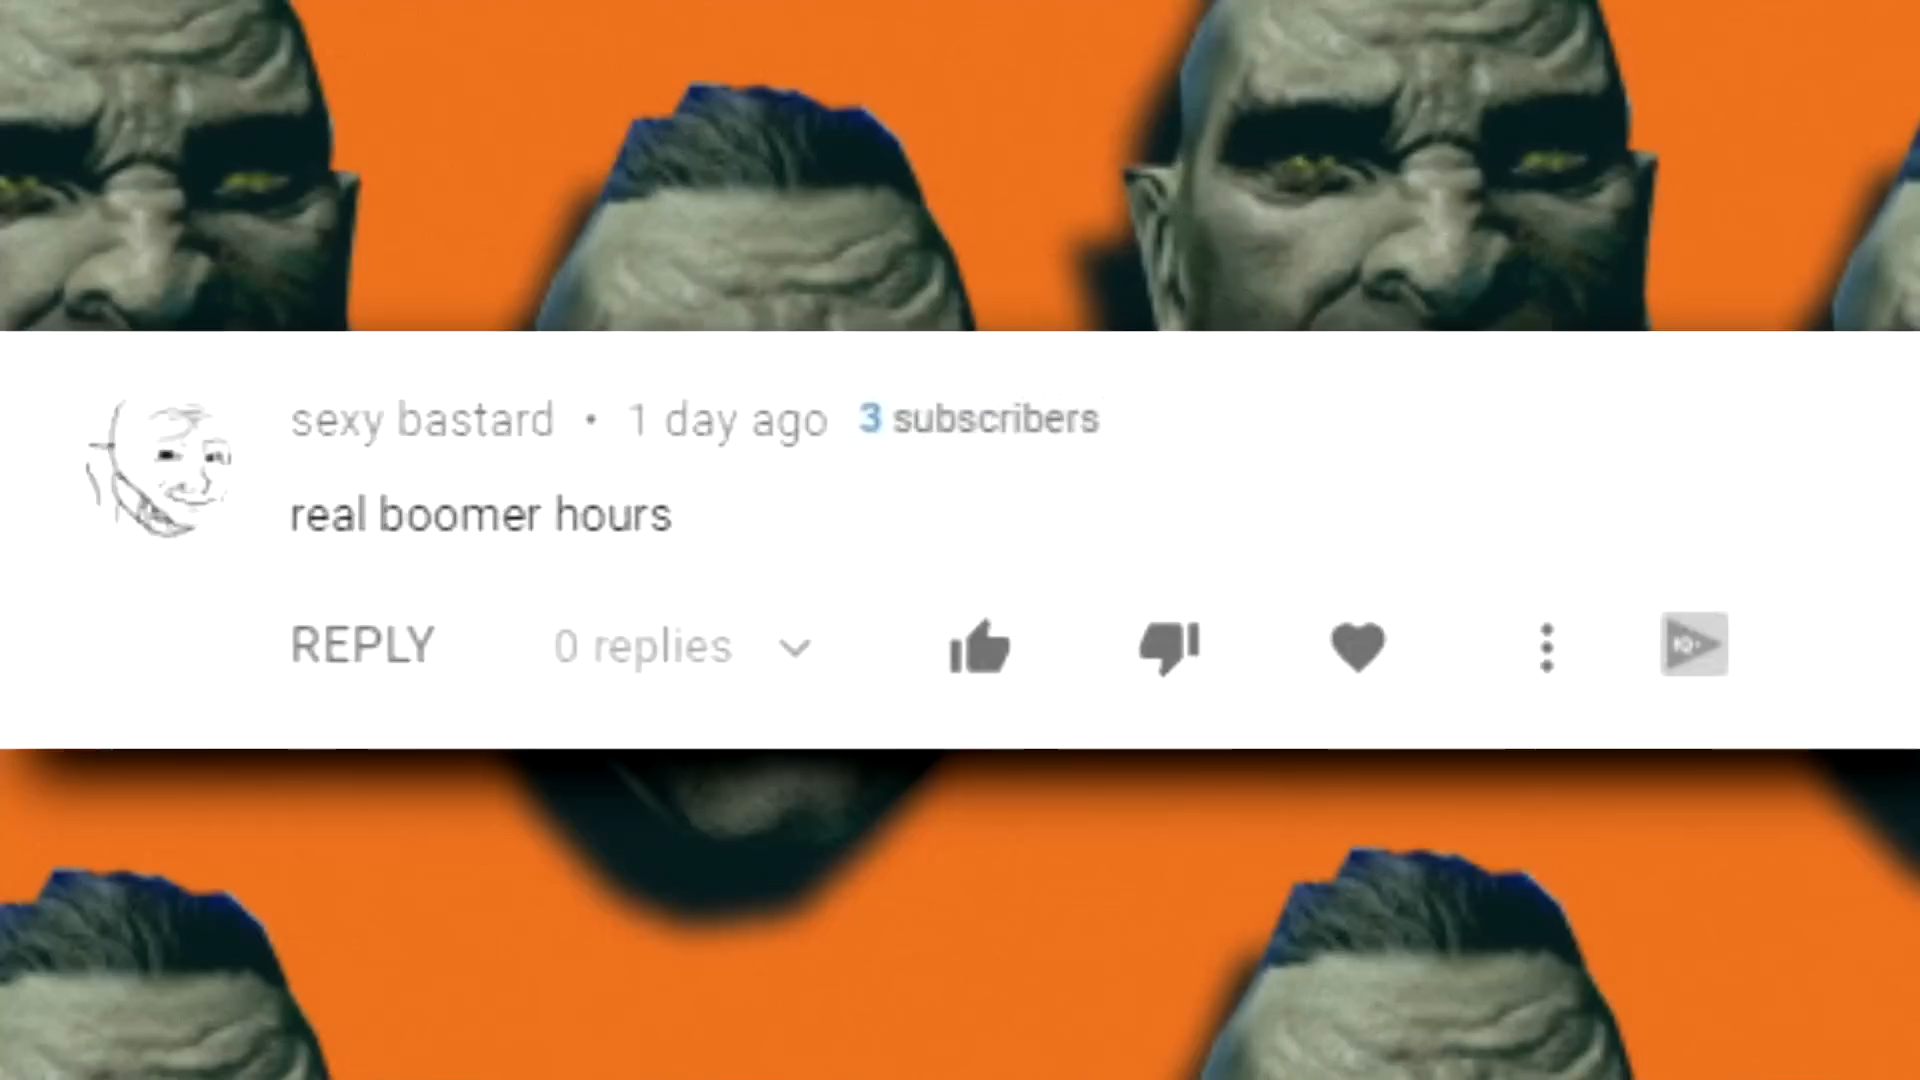 sexy bastard • 1 day ago 3 subscribers
real boomer hours
REPLY 0 replies